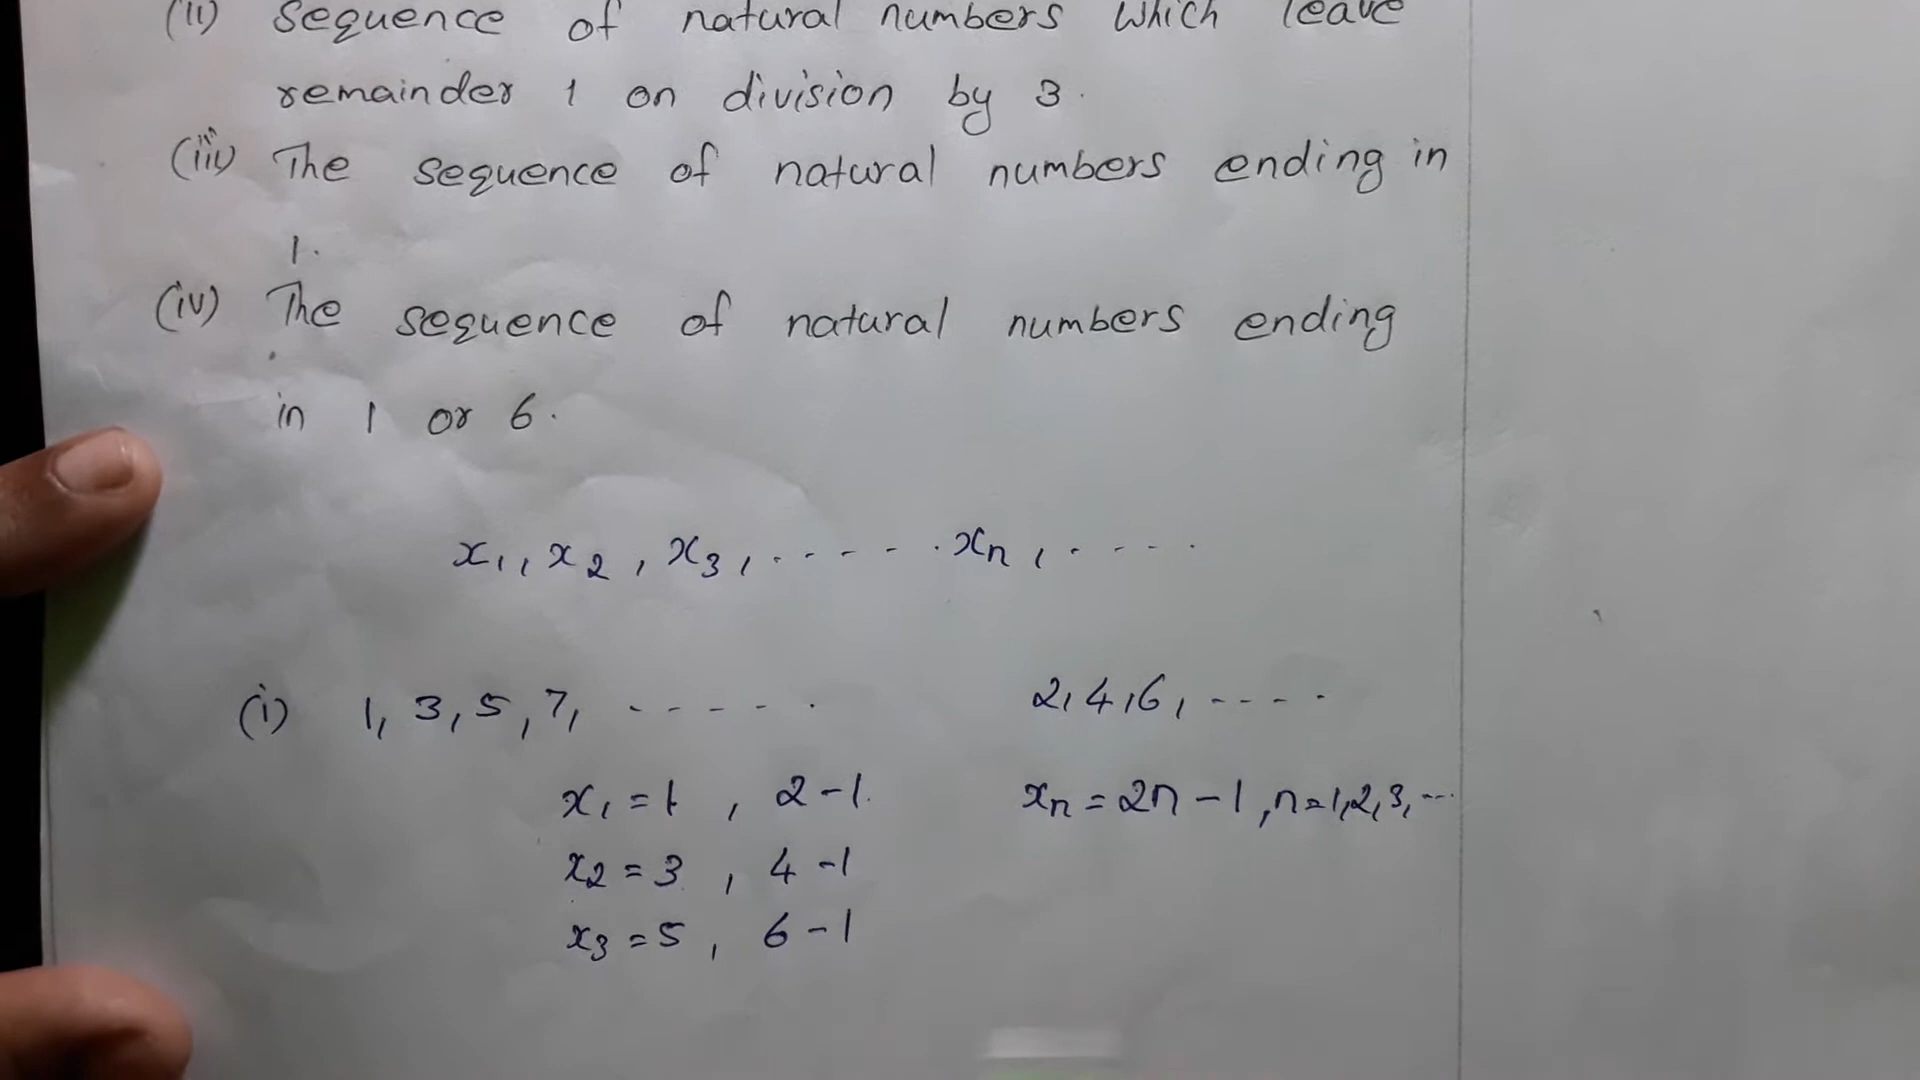 (ii) Sequence of natural numbers which leave
remainder 1 on division by 3.
(iii) The sequence of natural numbers ending in
1.
(iv) The sequence of natural numbers ending
in 1 or 6.
x₁, x₂, x₃, ...... xₙ, .....
(i) 1, 3, 5, 7, ......
2, 4, 6, .....
x₁ = 1, 2 - 1.
xₙ = 2n - 1, n = 1, 2, 3, ...
x₂ = 3, 4 - 1
x₃ = 5, 6 - 1